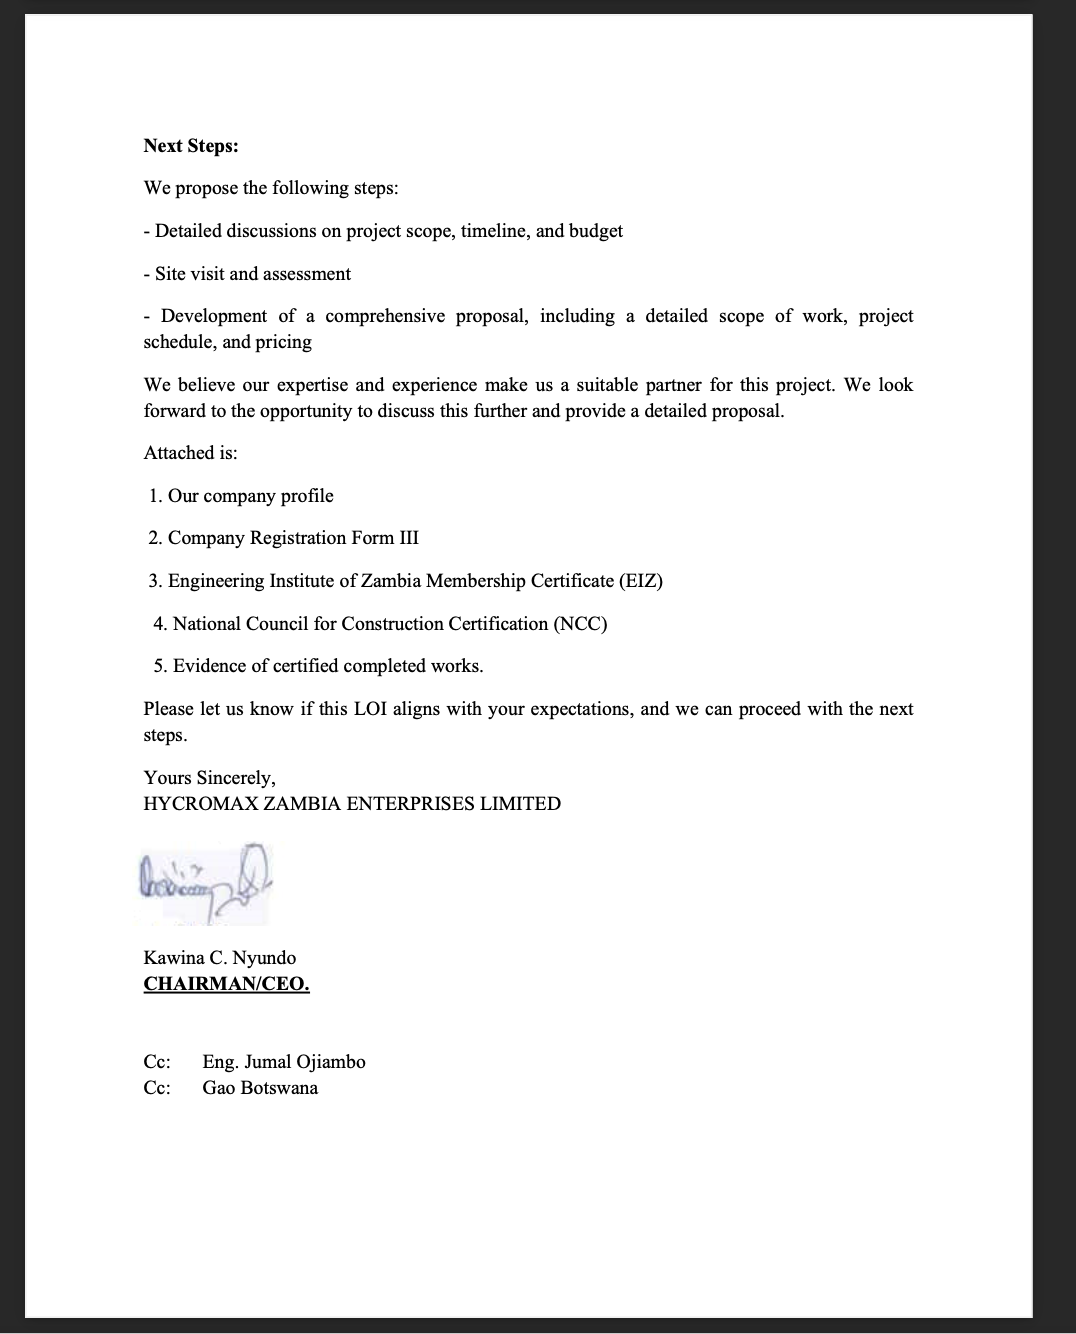 Next Steps:
We propose the following steps:
- Detailed discussions on project scope, timeline, and budget
- Site visit and assessment
- Development of a comprehensive proposal, including a detailed scope of work, project
schedule, and pricing
We believe our expertise and experience make us a suitable partner for this project. We look
forward to the opportunity to discuss this further and provide a detailed proposal.
Attached is:
1. Our company profile
2. Company Registration Form III
3. Engineering Institute of Zambia Membership Certificate (EIZ)
4. National Council for Construction Certification (NCC)
5. Evidence of certified completed works.
Please let us know if this LOI aligns with your expectations, and we can proceed with the next
steps.
Yours Sincerely,
HYCROMAX ZAMBIA ENTERPRISES LIMITED
Kawina C. Nyundo
CHAIRMAN/CEO.
Cc: Eng. Jumal Ojiambo
Cc: Gao Botswana